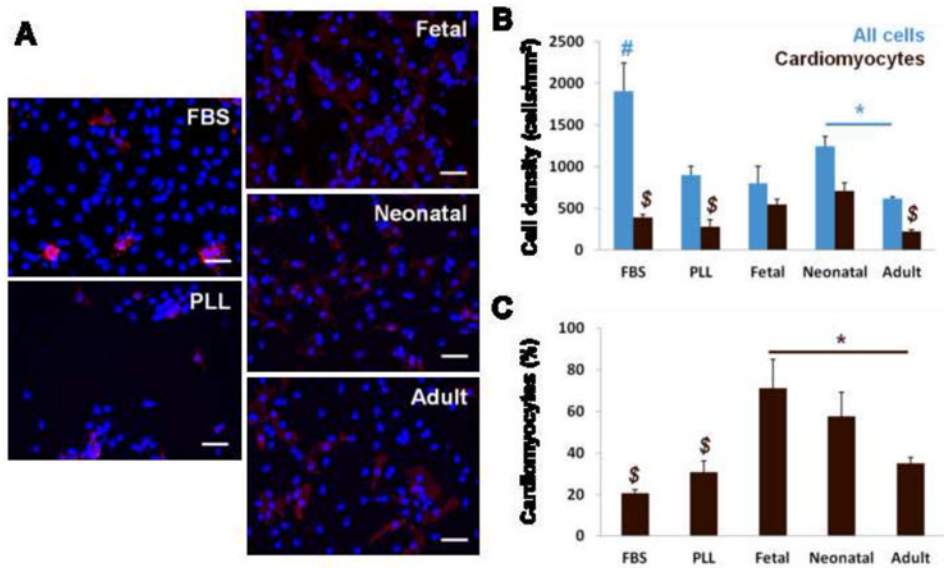 A
FBS
PLL
Fetal
Neonatal
Adult
B
All cells
Cardiomyocytes
Cell density (cells/mm²)
2500
2000
1500
1000
500
0
#
$
$
*
$
FBS PLL Fetal Neonatal Adult
C
Cardiomyocytes (%)
100
80
60
40
20
0
$
$
*
FBS PLL Fetal Neonatal Adult